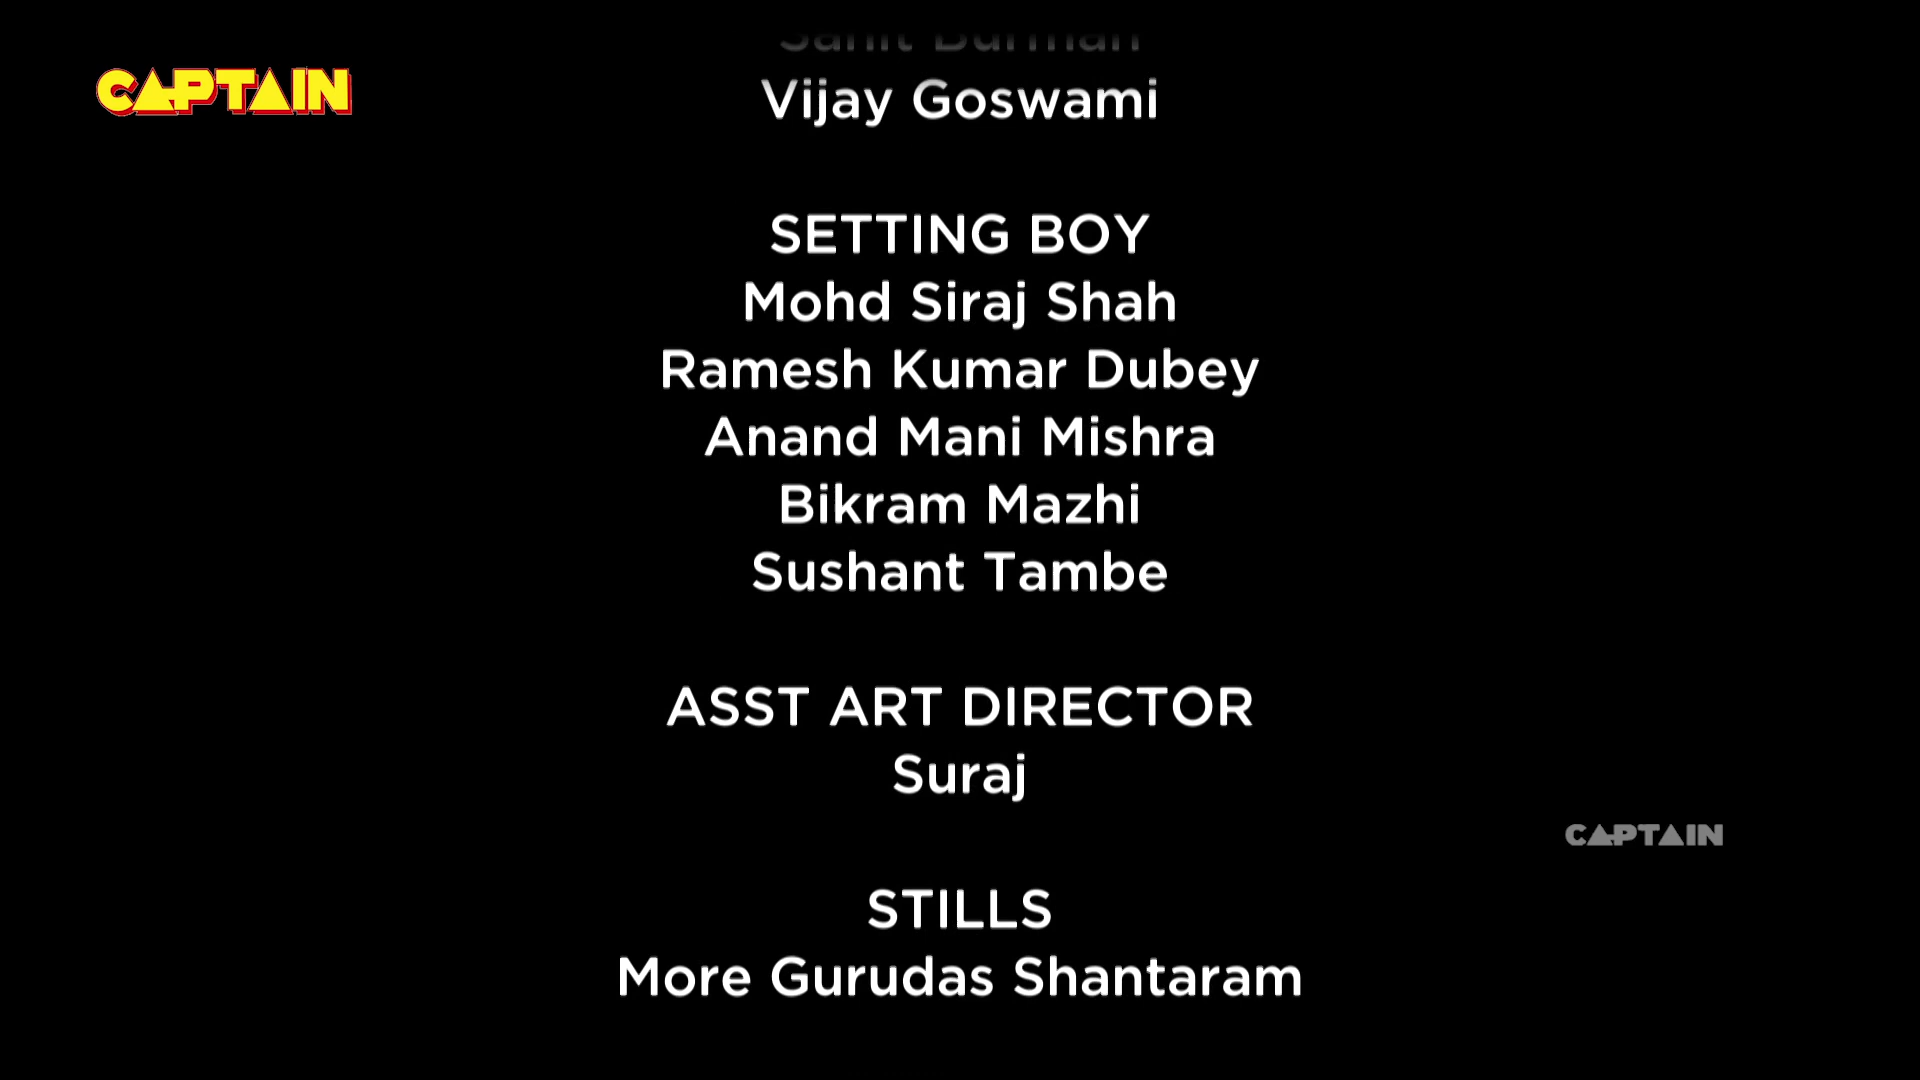 CAPTAIN
Vijay Goswami
SETTING BOY
Mohd Siraj Shah
Ramesh Kumar Dubey
Anand Mani Mishra
Bikram Mazhi
Sushant Tambe
ASST ART DIRECTOR
Suraj
CAPTAIN
STILLS
More Gurudas Shantaram